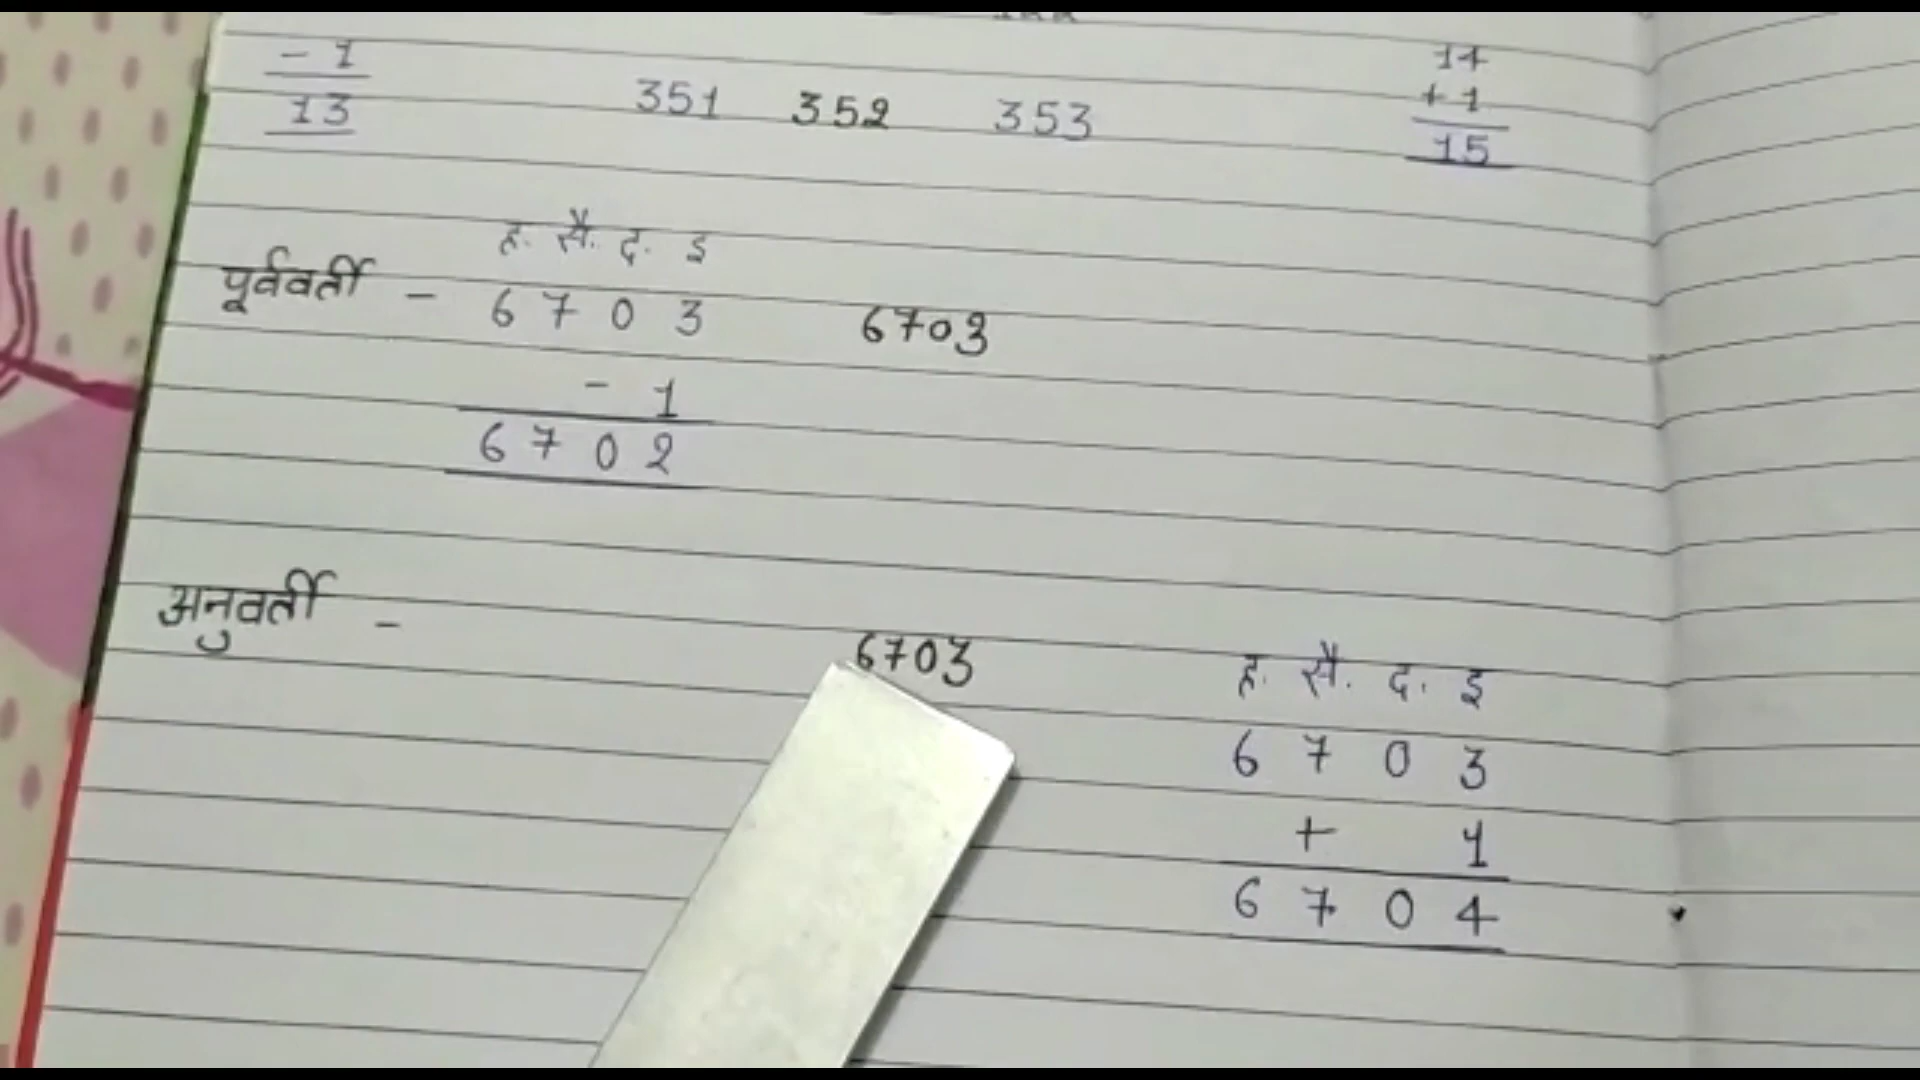 - 1
14
13
351 352 353
+ 1
15
ह. सै. द. इ
पूर्ववर्ती - 6 7 0 3 6703
- 1
6 7 0 2
अनुवर्ती -
6703
ह. सै. द. इ
6 7 0 3
+ 1
6 7 0 4